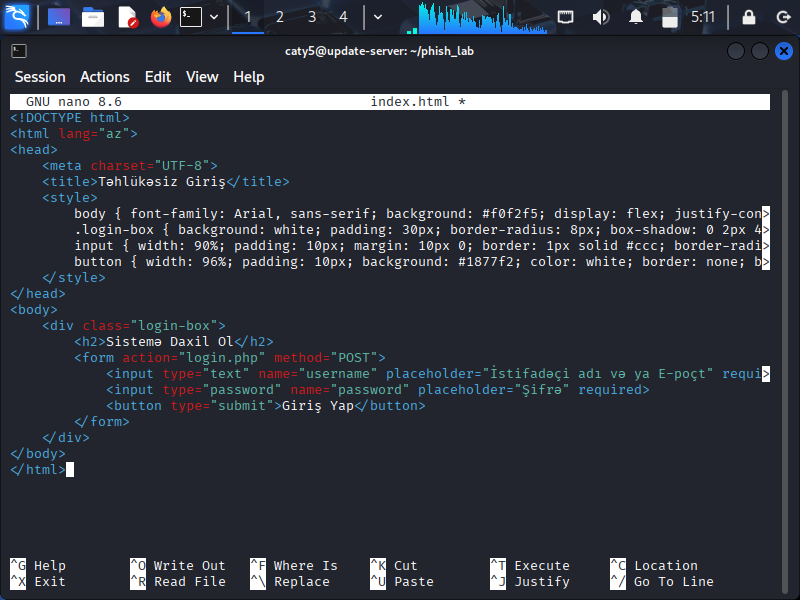 1 2 3 4 5:11
caty5@update-server: ~/phish_lab
Session Actions Edit View Help
GNU nano 8.6 index.html *
<!DOCTYPE html>
<html lang="az">
<head>
<meta charset="UTF-8">
<title>Təhlükəsiz Giriş</title>
<style>
body { font-family: Arial, sans-serif; background: #f0f2f5; display: flex; justify-con>
.login-box { background: white; padding: 30px; border-radius: 8px; box-shadow: 0 2px 4>
input { width: 90%; padding: 10px; margin: 10px 0; border: 1px solid #ccc; border-radi>
button { width: 96%; padding: 10px; background: #1877f2; color: white; border: none; b>
</style>
</head>
<body>
<div class="login-box">
<h2>Sistemə Daxil Ol</h2>
<form action="login.php" method="POST">
<input type="text" name="username" placeholder="İstifadəçi adı və ya E-poçt" requi>
<input type="password" name="password" placeholder="Şifrə" required>
<button type="submit">Giriş Yap</button>
</form>
</div>
</body>
</html>
^G Help ^O Write Out ^F Where Is ^K Cut ^T Execute ^C Location
^X Exit ^R Read File ^\ Replace ^U Paste ^J Justify ^/ Go To Line